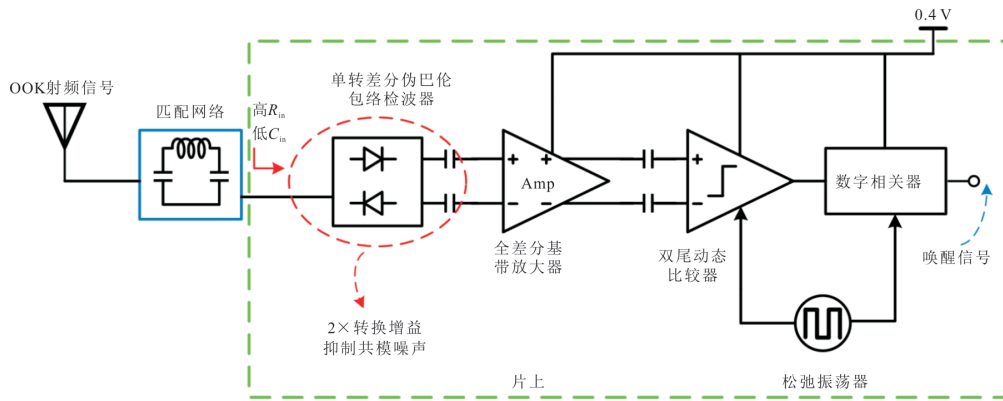 0.4 V
OOK射频信号
匹配网络
高Rin
低Cin
单转差分伪巴伦
包络检波器
+
−
+
−
Amp
全差分基
带放大器
+
−
双尾动态
比较器
数字相关器
唤醒信号
2×转换增益
抑制共模噪声
片上
松弛振荡器